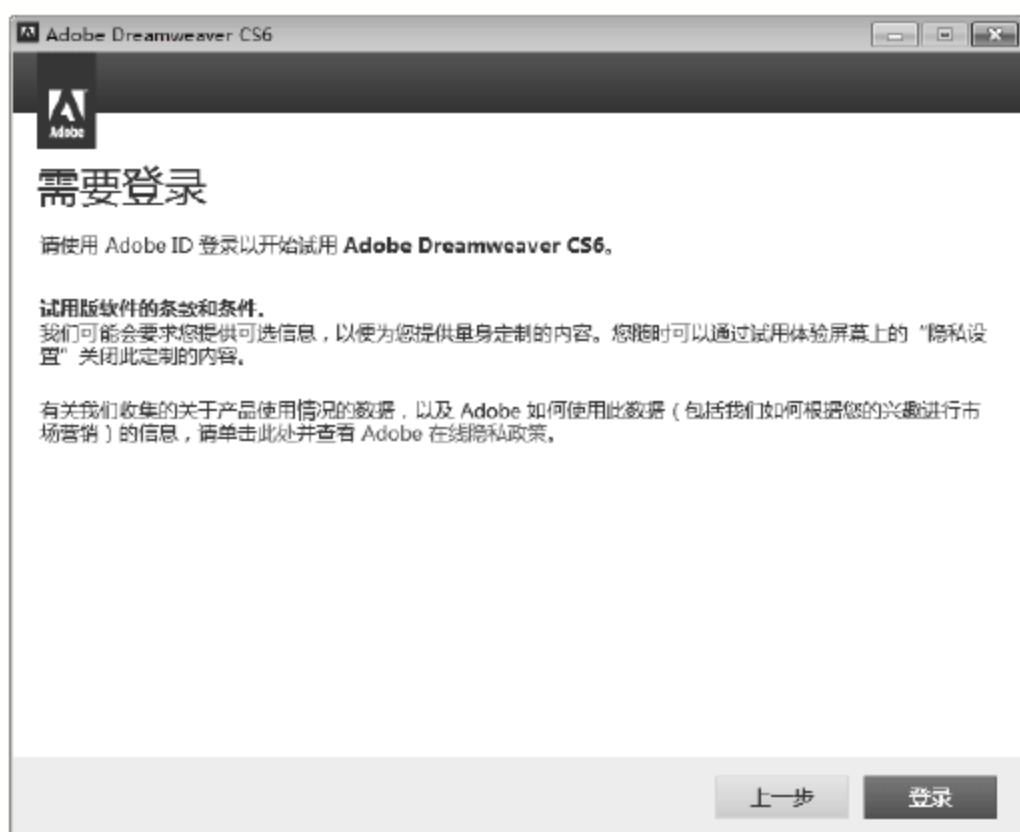 Adobe Dreamweaver CS6
Adobe
需要登录
请使用 Adobe ID 登录以开始试用 Adobe Dreamweaver CS6。
试用版软件的条款和条件.
我们可能会要求您提供可选信息，以便为您提供量身定制的内容。您随时可以通过试用体验屏幕上的“隐私设
置”关闭此定制的内容。
有关我们收集的关于产品使用情况的数据，以及 Adobe 如何使用此数据（包括我们如何根据您的兴趣进行市
场营销）的信息，请单击此处并查看 Adobe 在线隐私政策。
上一步
登录